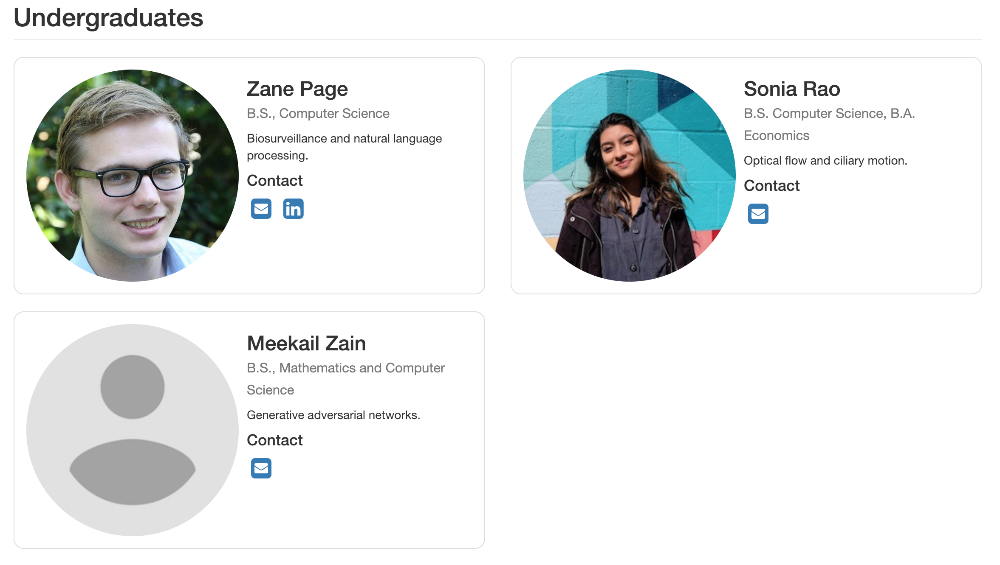 Undergraduates
Zane Page
B.S., Computer Science
Biosurveillance and natural language
processing.
Contact
in
Sonia Rao
B.S. Computer Science, B.A.
Economics
Optical flow and ciliary motion.
Contact
Meekail Zain
B.S., Mathematics and Computer
Science
Generative adversarial networks.
Contact